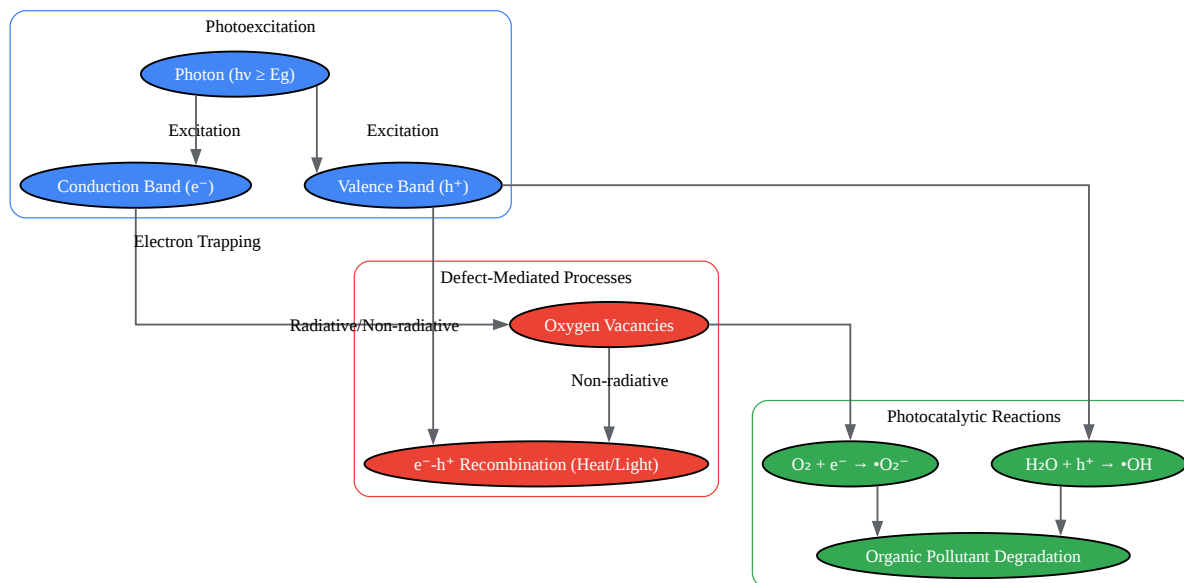 Photoexcitation
Photon (hν ≥ Eg)
Excitation
Excitation
Conduction Band (e⁻)
Valence Band (h⁺)
Electron Trapping
Defect-Mediated Processes
Radiative/Non-radiative
Oxygen Vacancies
Non-radiative
e⁻-h⁺ Recombination (Heat/Light)
Photocatalytic Reactions
O₂ + e⁻ → •O₂⁻
H₂O + h⁺ → •OH
Organic Pollutant Degradation